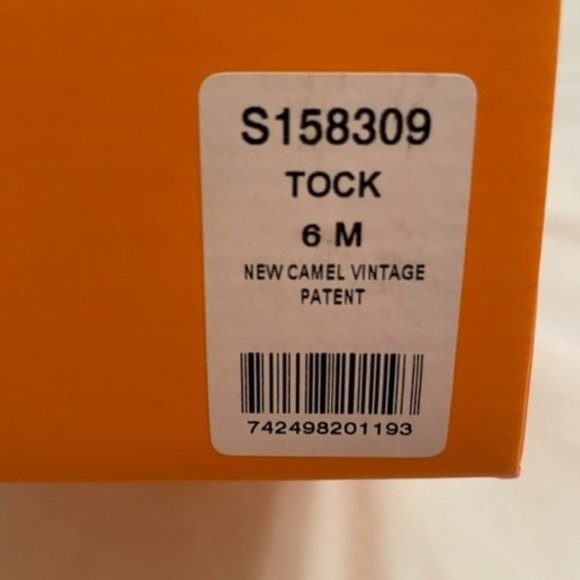 S158309
TOCK
6 M
NEW CAMEL VINTAGE
PATENT
742498201193